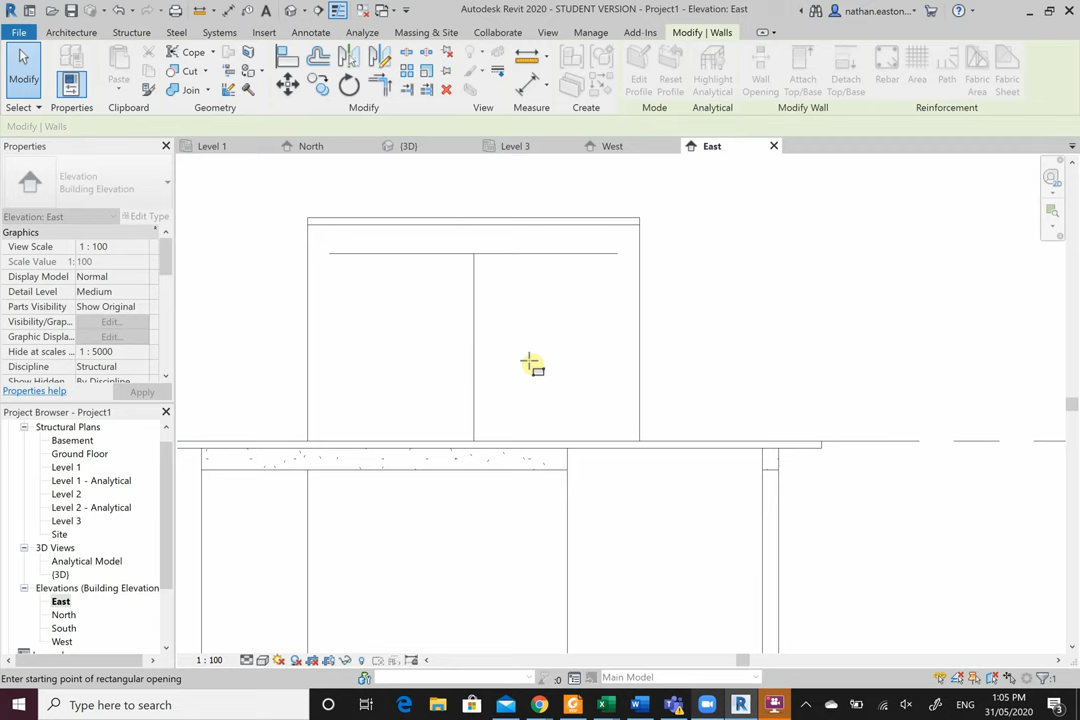 Autodesk Revit 2020 - STUDENT VERSION - Project1 - Elevation: East
nathan.easton...
File Architecture Structure Steel Systems Insert Annotate Analyze Massing & Site Collaborate View Manage Add-Ins Modify | Walls
Modify
Paste
Cope
Cut
Join
Edit Profile
Reset Profile
Highlight Analytical
Wall Opening
Attach Top/Base
Detach Top/Base
Rebar
Area
Path
Fabric Area
Fabric Sheet
Select Properties Clipboard Geometry Modify View Measure Create Mode Analytical Modify Wall Reinforcement
Modify | Walls
Properties
Level 1 North {3D} Level 3 West East
Elevation
Building Elevation
Elevation: East Edit Type
Graphics
View Scale 1 : 100
Scale Value 1: 100
Display Model Normal
Detail Level Medium
Parts Visibility Show Original
Visibility/Grap... Edit...
Graphic Displa... Edit...
Hide at scales ... 1 : 5000
Discipline Structural
Show Hidden By Discipline
Properties help Apply
Project Browser - Project1
Structural Plans
Basement
Ground Floor
Level 1
Level 1 - Analytical
Level 2
Level 2 - Analytical
Level 3
Site
3D Views
Analytical Model
{3D}
Elevations (Building Elevation
East
North
South
West
1 : 100
Enter starting point of rectangular opening
:0
Main Model
:1
Type here to search
ENG
1:05 PM
31/05/2020
3